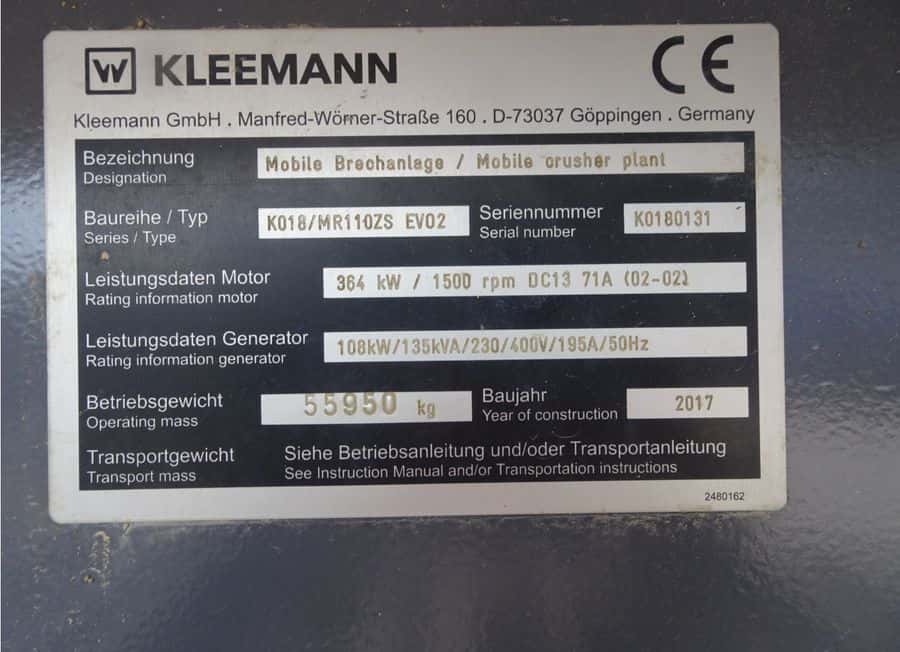 W KLEEMANN CE
Kleemann GmbH . Manfred-Wörner-Straße 160 . D-73037 Göppingen . Germany
Bezeichnung Mobile Brechanlage / Mobile crusher plant
Designation
Baureihe / Typ K018/MR110ZS EVO2 Seriennummer K0180131
Series / Type Serial number
Leistungsdaten Motor 364 kW / 1500 rpm DC13 71A (02-02)
Rating information motor
Leistungsdaten Generator 108kW/135kVA/230/400V/195A/50Hz
Rating information generator
Betriebsgewicht 55950 kg Baujahr 2017
Operating mass Year of construction
Transportgewicht Siehe Betriebsanleitung und/oder Transportanleitung
Transport mass See Instruction Manual and/or Transportation instructions
2480162